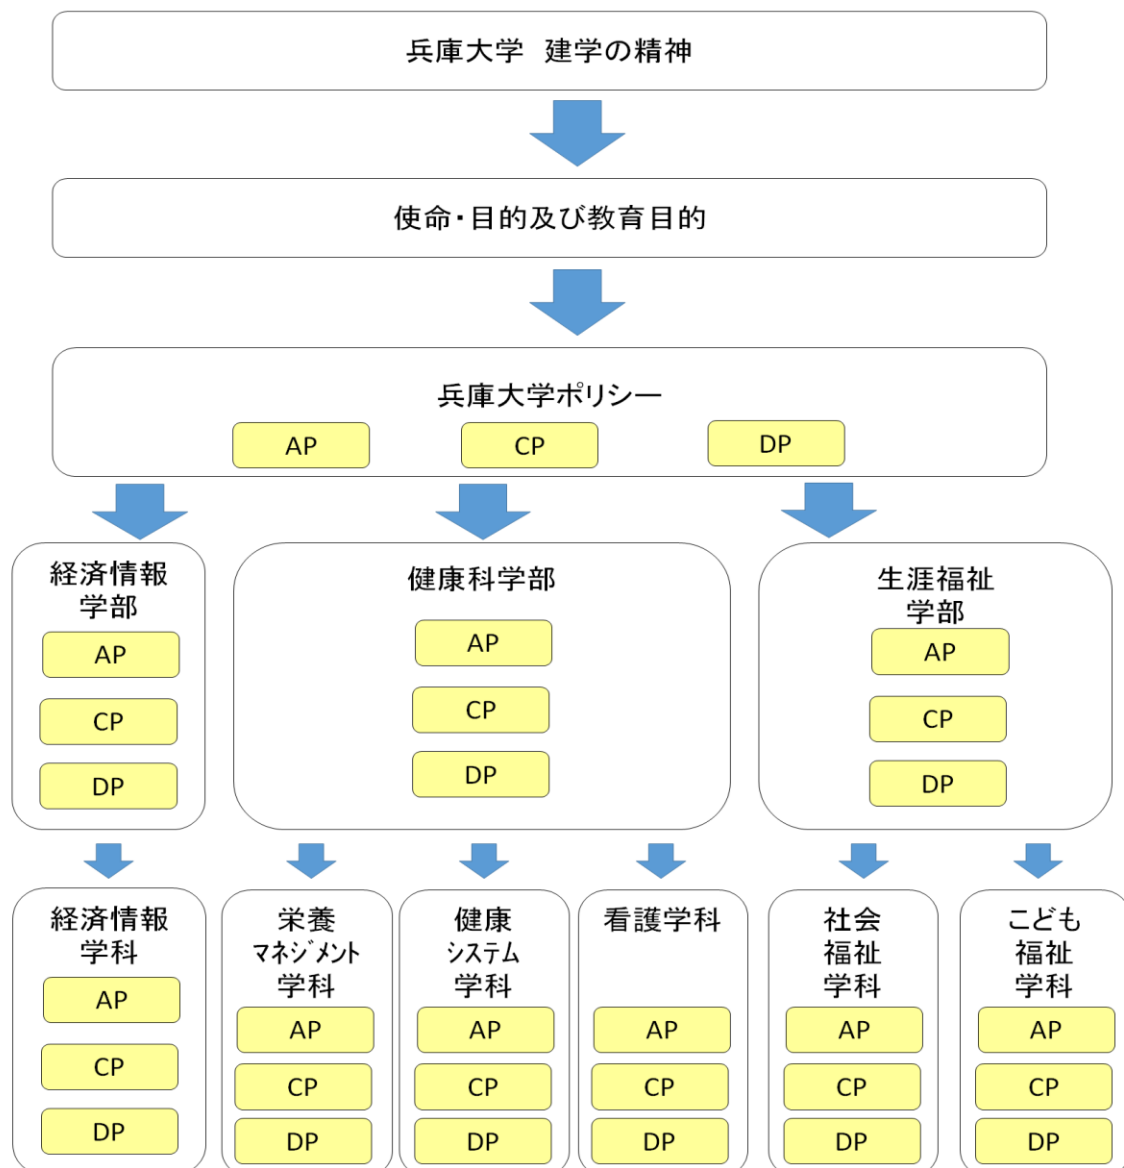 兵庫大学 建学の精神
使命・目的及び教育目的
兵庫大学ポリシー
AP
CP
DP
経済情報
学部
AP
CP
DP
健康科学部
AP
CP
DP
生涯福祉
学部
AP
CP
DP
経済情報
学科
AP
CP
DP
栄養
マネジメント
学科
AP
CP
DP
健康
システム
学科
AP
CP
DP
看護学科
AP
CP
DP
社会
福祉
学科
AP
CP
DP
こども
福祉
学科
AP
CP
DP